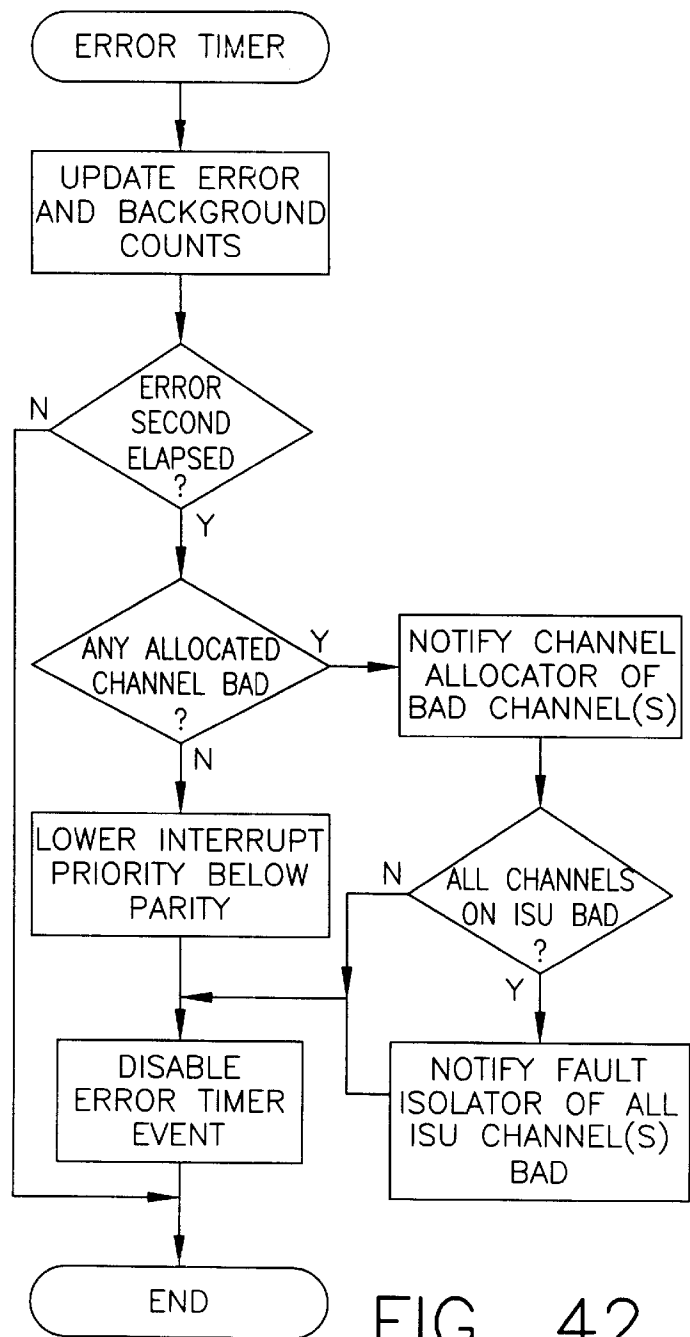 ERROR TIMER
UPDATE ERROR
AND BACKGROUND
COUNTS
ERROR
SECOND
ELAPSED
?
N
Y
ANY ALLOCATED
CHANNEL BAD
?
Y
N
NOTIFY CHANNEL
ALLOCATOR OF
BAD CHANNEL(S)
LOWER INTERRUPT
PRIORITY BELOW
PARITY
ALL CHANNELS
ON ISU BAD
?
N
Y
DISABLE
ERROR TIMER
EVENT
NOTIFY FAULT
ISOLATOR OF ALL
ISU CHANNEL(S)
BAD
END
FIG. 42